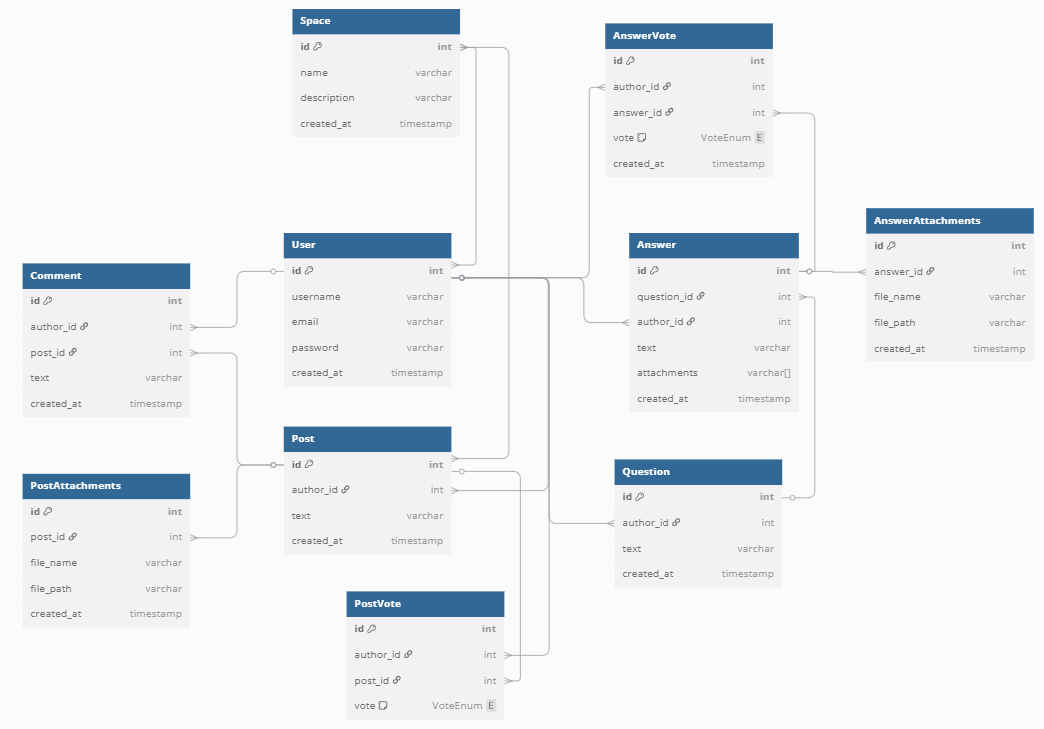 Space
id int
name varchar
description varchar
created_at timestamp
AnswerVote
id int
author_id int
answer_id int
vote VoteEnum E
created_at timestamp
AnswerAttachments
id int
answer_id int
file_name varchar
file_path varchar
created_at timestamp
User
id int
username varchar
email varchar
password varchar
created_at timestamp
Answer
id int
question_id int
author_id int
text varchar
attachments varchar[]
created_at timestamp
Comment
id int
author_id int
post_id int
text varchar
created_at timestamp
Post
id int
author_id int
text varchar
created_at timestamp
Question
id int
author_id int
text varchar
created_at timestamp
PostAttachments
id int
post_id int
file_name varchar
file_path varchar
created_at timestamp
PostVote
id int
author_id int
post_id int
vote VoteEnum E